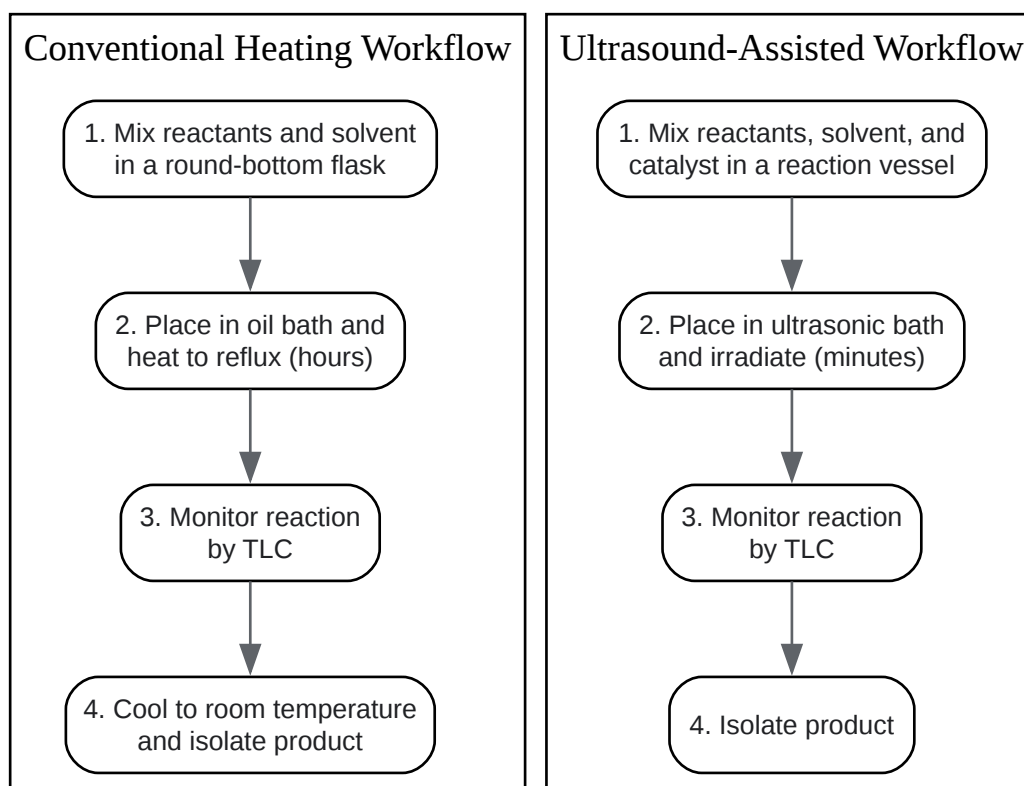 Conventional Heating Workflow
1. Mix reactants and solvent
in a round-bottom flask
2. Place in oil bath and
heat to reflux (hours)
3. Monitor reaction
by TLC
4. Cool to room temperature
and isolate product
Ultrasound-Assisted Workflow
1. Mix reactants, solvent, and
catalyst in a reaction vessel
2. Place in ultrasonic bath
and irradiate (minutes)
3. Monitor reaction
by TLC
4. Isolate product